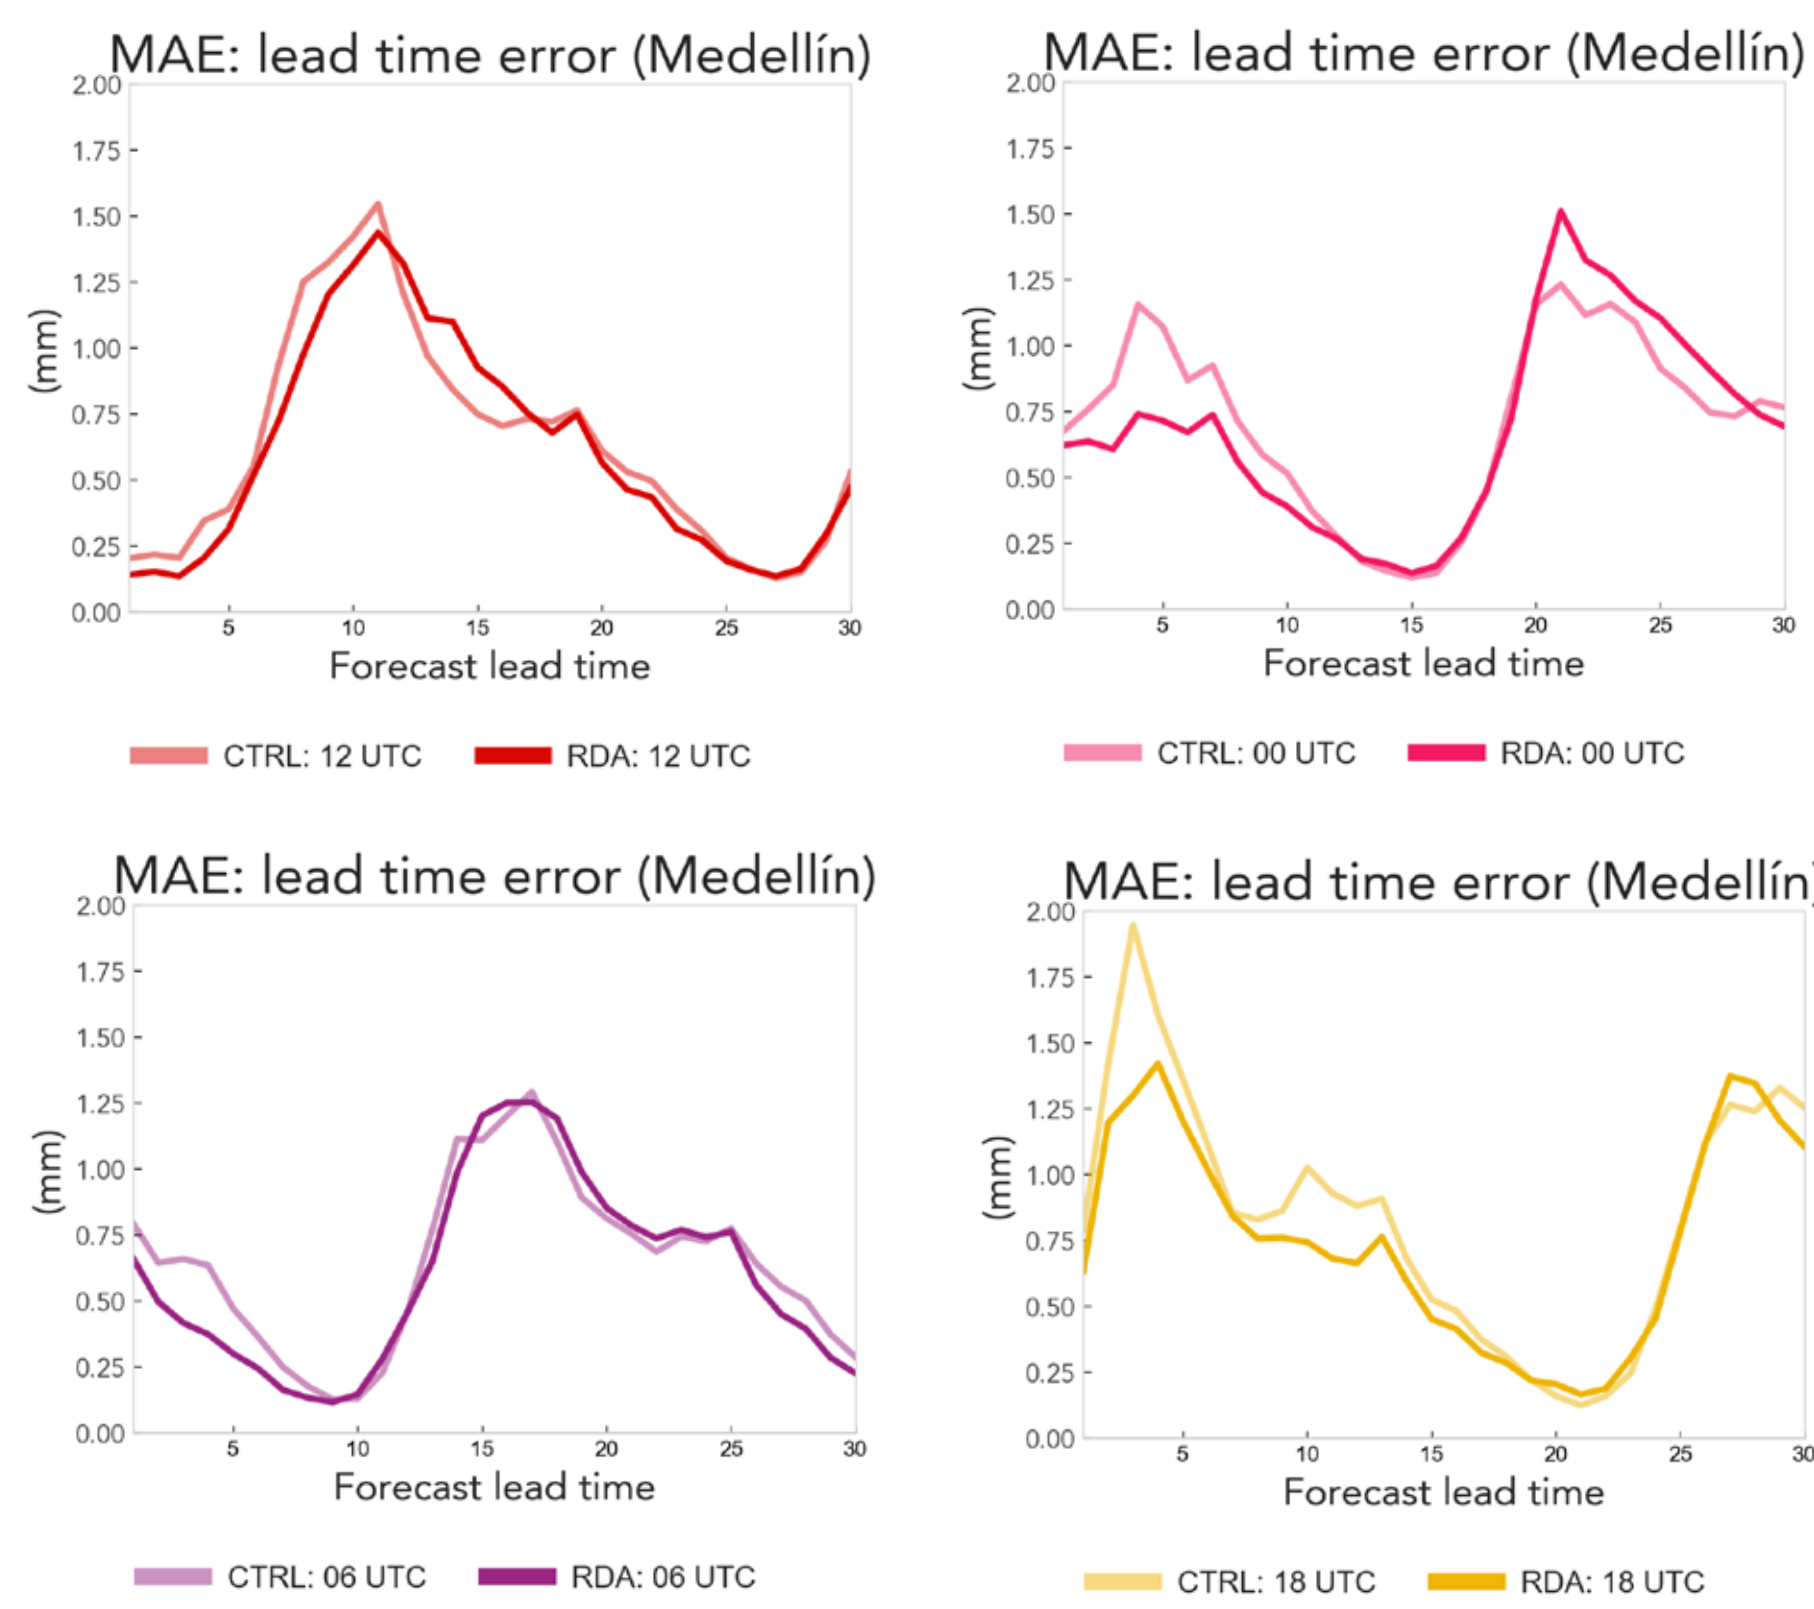 MAE: lead time error (Medellín)
2.00
1.75
1.50
1.25
1.00
0.75
0.50
0.25
0.00
(mm)
5 10 15 20 25 30
Forecast lead time
CTRL: 12 UTC RDA: 12 UTC
MAE: lead time error (Medellín)
2.00
1.75
1.50
1.25
1.00
0.75
0.50
0.25
0.00
(mm)
5 10 15 20 25 30
Forecast lead time
CTRL: 00 UTC RDA: 00 UTC
MAE: lead time error (Medellín)
2.00
1.75
1.50
1.25
1.00
0.75
0.50
0.25
0.00
(mm)
5 10 15 20 25 30
Forecast lead time
CTRL: 06 UTC RDA: 06 UTC
MAE: lead time error (Medellín)
2.00
1.75
1.50
1.25
1.00
0.75
0.50
0.25
0.00
(mm)
5 10 15 20 25 30
Forecast lead time
CTRL: 18 UTC RDA: 18 UTC